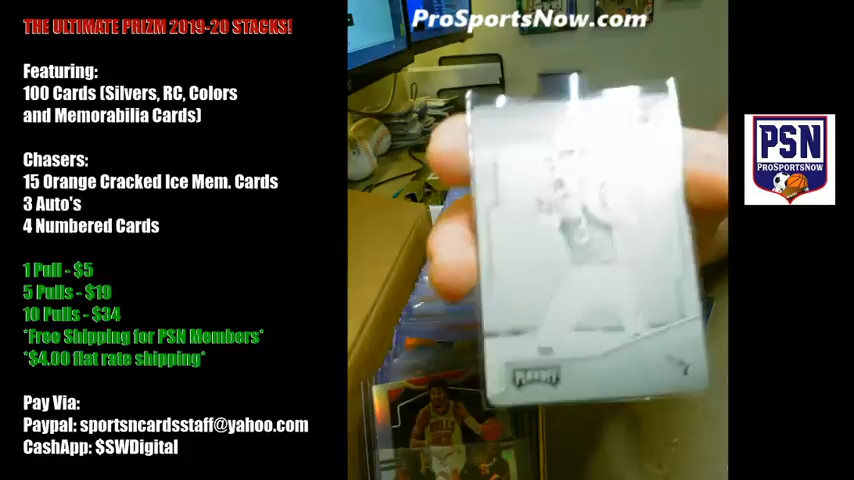 THE ULTIMATE PRIZM 2019-20 STACKS!
Featuring:
100 Cards (Silvers, RC, Colors
and Memorabilia Cards)
Chasers:
15 Orange Cracked Ice Mem. Cards
3 Auto's
4 Numbered Cards
1 Pull - $5
5 Pulls - $19
10 Pulls - $34
*Free Shipping for PSN Members*
*$4.00 flat rate shipping*
Pay Via:
Paypal: sportsncardsstaff@yahoo.com
CashApp: $SWDigital
ProSportsNow.com
PLAYOFF
BULLS
PSN
PROSPORTSNOW